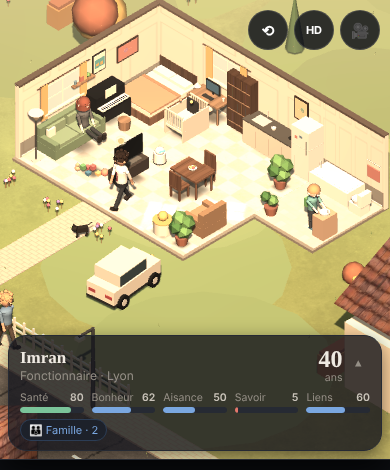 HD
Imran
40
Fonctionnaire · Lyon
ans
Santé 80 Bonheur 62 Aisance 50 Savoir 5 Liens 60
Famille · 2